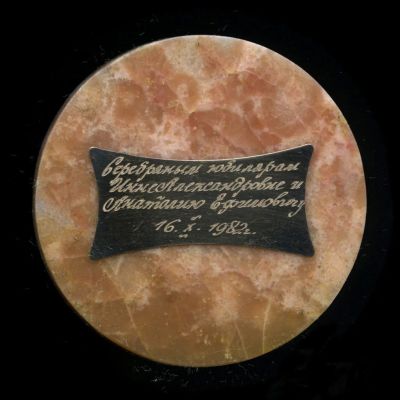 Серебряным юбилярам
Инне Александровне и
Анатолию Ефимовичу
16. X. 1982г.